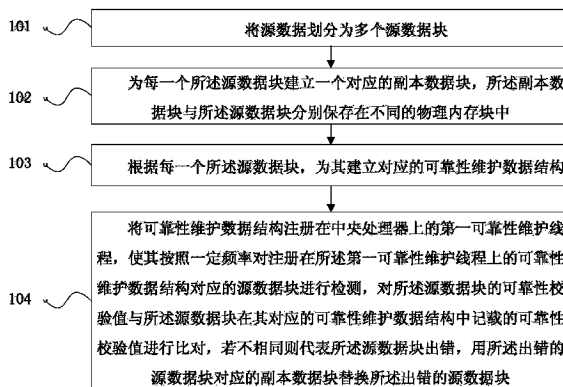 101
将源数据划分为多个源数据块
102
为每一个所述源数据块建立一个对应的副本数据块，所述副本数
据块与所述源数据块分别保存在不同的物理内存块中
103
根据每一个所述源数据块，为其建立对应的可靠性维护数据结构
104
将可靠性维护数据结构注册在中央处理器上的第一可靠性维护线
程，使其按照一定频率对注册在所述第一可靠性维护线程上的可靠性
维护数据结构对应的源数据块进行检测，对所述源数据块的可靠性校
验值与所述源数据块在其对应的可靠性维护数据结构中记载的可靠性
校验值进行比对，若不相同则代表所述源数据块出错，用所述出错的
源数据块对应的副本数据块替换所述出错的源数据块